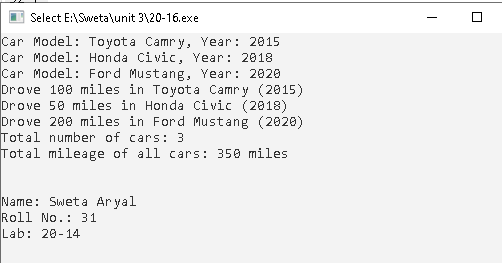 Select E:\Sweta\unit 3\20-16.exe
Car Model: Toyota Camry, Year: 2015
Car Model: Honda Civic, Year: 2018
Car Model: Ford Mustang, Year: 2020
Drove 100 miles in Toyota Camry (2015)
Drove 50 miles in Honda Civic (2018)
Drove 200 miles in Ford Mustang (2020)
Total number of cars: 3
Total mileage of all cars: 350 miles
Name: Sweta Aryal
Roll No.: 31
Lab: 20-14